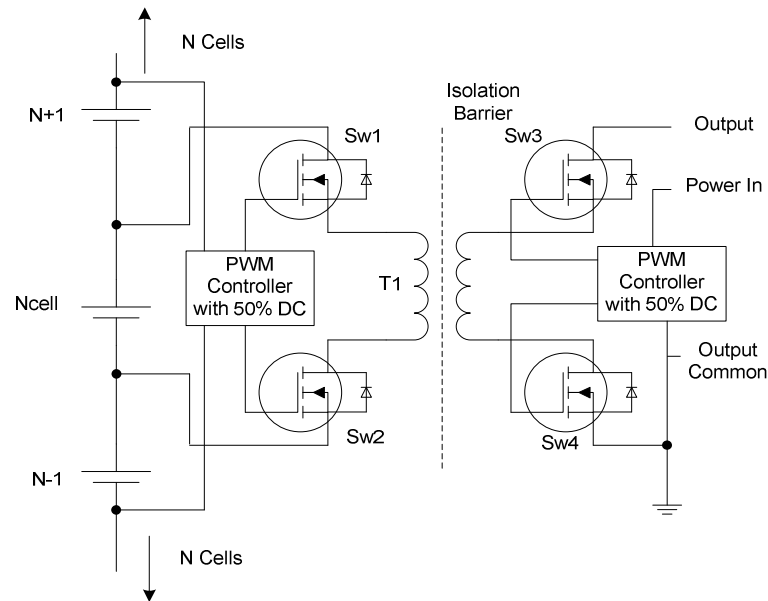 N Cells
N+1
Isolation
Barrier
Sw1
Sw3
Output
Power In
PWM
Controller
with 50% DC
T1
PWM
Controller
with 50% DC
Ncell
Output
Common
Sw2
Sw4
N-1
N Cells